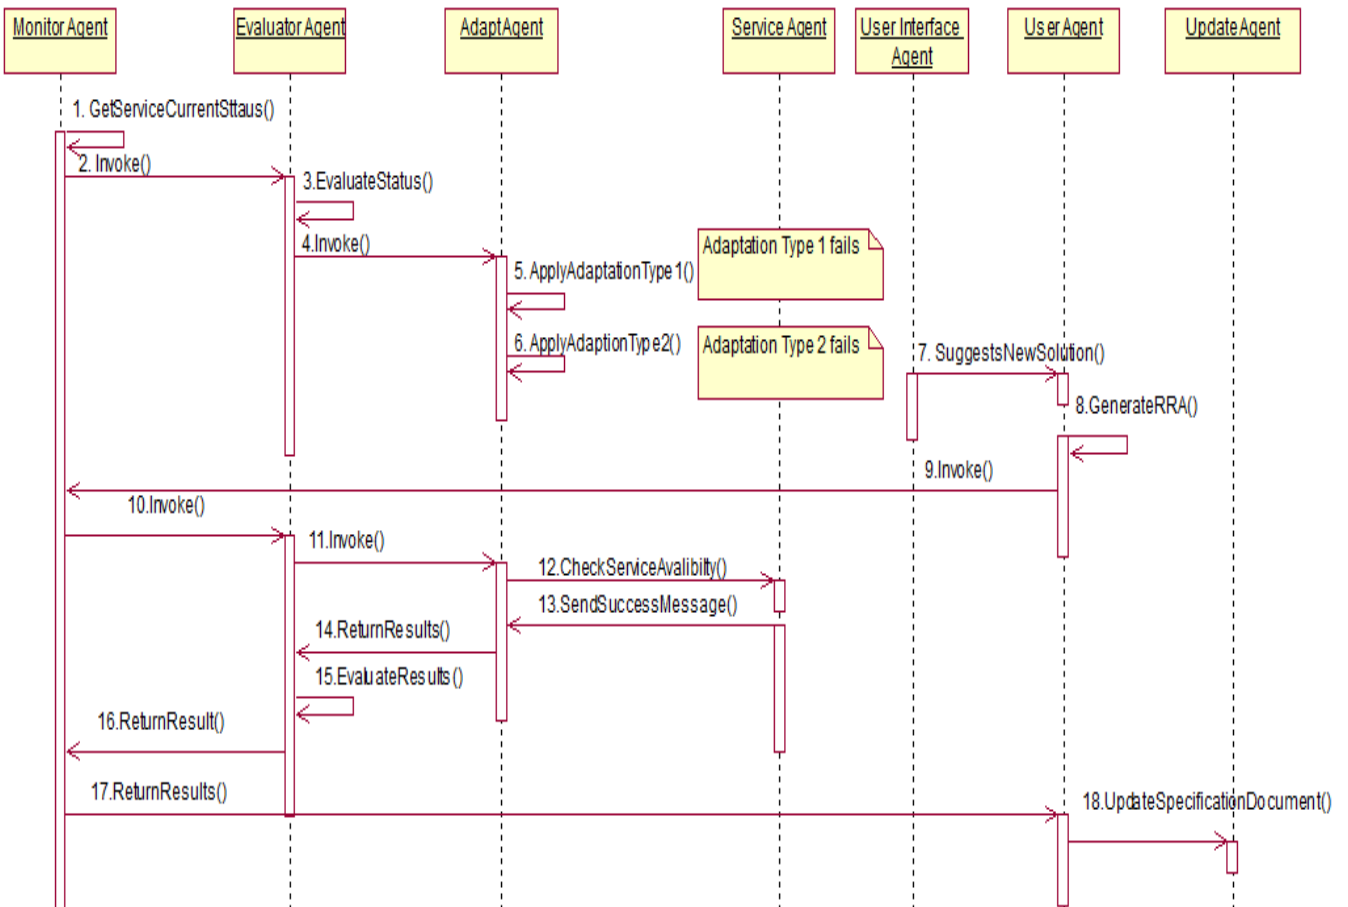 Monitor Agent
Evaluator Agent
AdaptAgent
Service Agent
User Interface
Agent
User Agent
UpdateAgent
1. GetServiceCurrentSttaus()
2. Invoke()
3.EvaluateStatus()
4.Invoke()
Adaptation Type 1 fails
5. ApplyAdaptationType1()
6. ApplyAdaptionType2()
Adaptation Type 2 fails
7. SuggestsNewSolution()
8.GenerateRRA()
9.Invoke()
10.Invoke()
11.Invoke()
12.CheckServiceAvalibilty()
13.SendSuccessMessage()
14.ReturnResults()
15.EvaluateResults()
16.ReturnResult()
17.ReturnResults()
18.UpdateSpecificationDocument()